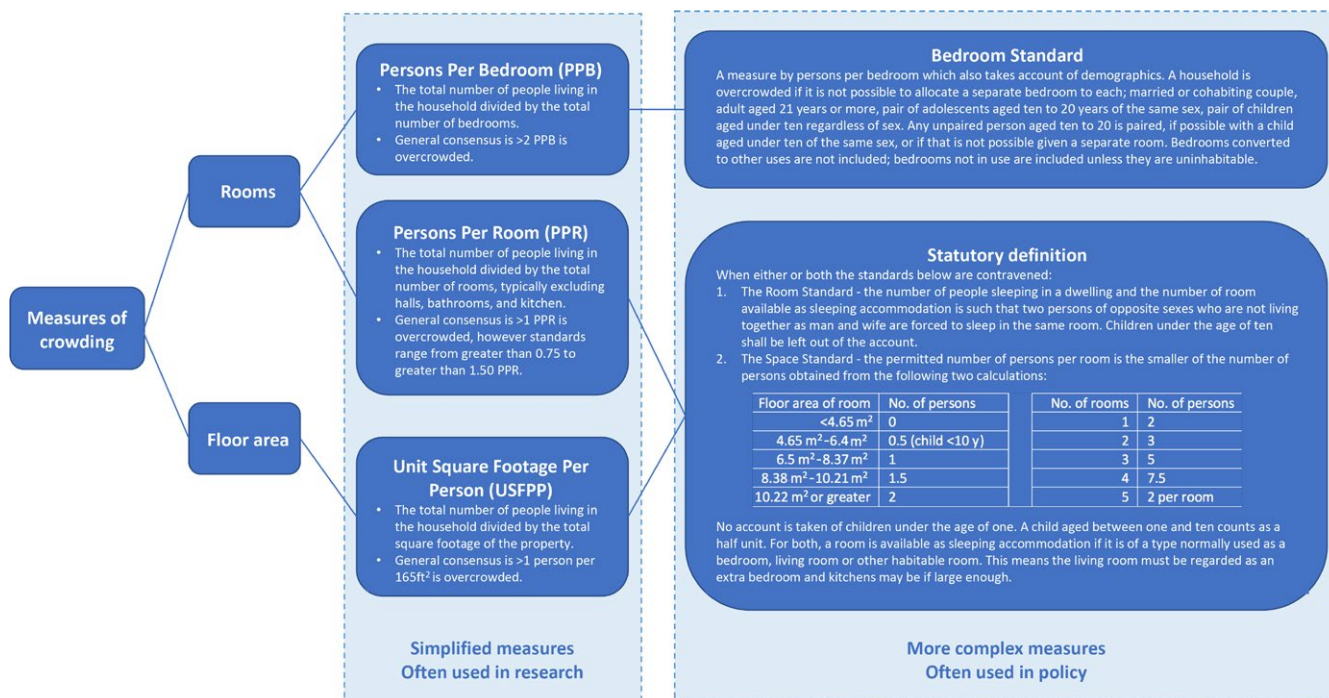 Measures of
crowding
Rooms
Floor area
Persons Per Bedroom (PPB)
• The total number of people living in
the household divided by the total
number of bedrooms.
• General consensus is >2 PPB is
overcrowded.
Persons Per Room (PPR)
• The total number of people living in
the household divided by the total
number of rooms, typically excluding
halls, bathrooms, and kitchen.
• General consensus is >1 PPR is
overcrowded, however standards
range from greater than 0.75 to
greater than 1.50 PPR.
Unit Square Footage Per
Person (USFPP)
• The total number of people living in
the household divided by the total
square footage of the property.
• General consensus is >1 person per
165ft² is overcrowded.
Simplified measures
Often used in research
Bedroom Standard
A measure by persons per bedroom which also takes account of demographics. A household is
overcrowded if it is not possible to allocate a separate bedroom to each; married or cohabiting couple,
adult aged 21 years or more, pair of adolescents aged ten to 20 years of the same sex, pair of children
aged under ten regardless of sex. Any unpaired person aged ten to 20 is paired, if possible with a child
aged under ten of the same sex, or if that is not possible given a separate room. Bedrooms converted
to other uses are not included; bedrooms not in use are included unless they are uninhabitable.
Statutory definition
When either or both the standards below are contravened:
1. The Room Standard - the number of people sleeping in a dwelling and the number of room
available as sleeping accommodation is such that two persons of opposite sexes who are not living
together as man and wife are forced to sleep in the same room. Children under the age of ten
shall be left out of the account.
2. The Space Standard - the permitted number of persons per room is the smaller of the number of
persons obtained from the following two calculations:
Floor area of room No. of persons No. of rooms No. of persons
<4.65 m² 0 1 2
4.65 m²-6.4 m² 0.5 (child <10 y) 2 3
6.5 m²-8.37 m² 1 3 5
8.38 m²-10.21 m² 1.5 4 7.5
10.22 m² or greater 2 5 2 per room
No account is taken of children under the age of one. A child aged between one and ten counts as a
half unit. For both, a room is available as sleeping accommodation if it is of a type normally used as a
bedroom, living room or other habitable room. This means the living room must be regarded as an
extra bedroom and kitchens may be if large enough.
More complex measures
Often used in policy